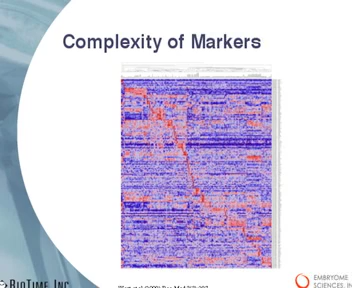 Complexity of Markers
BIOTIME, INC
EMBRYOME
SCIENCES, IN